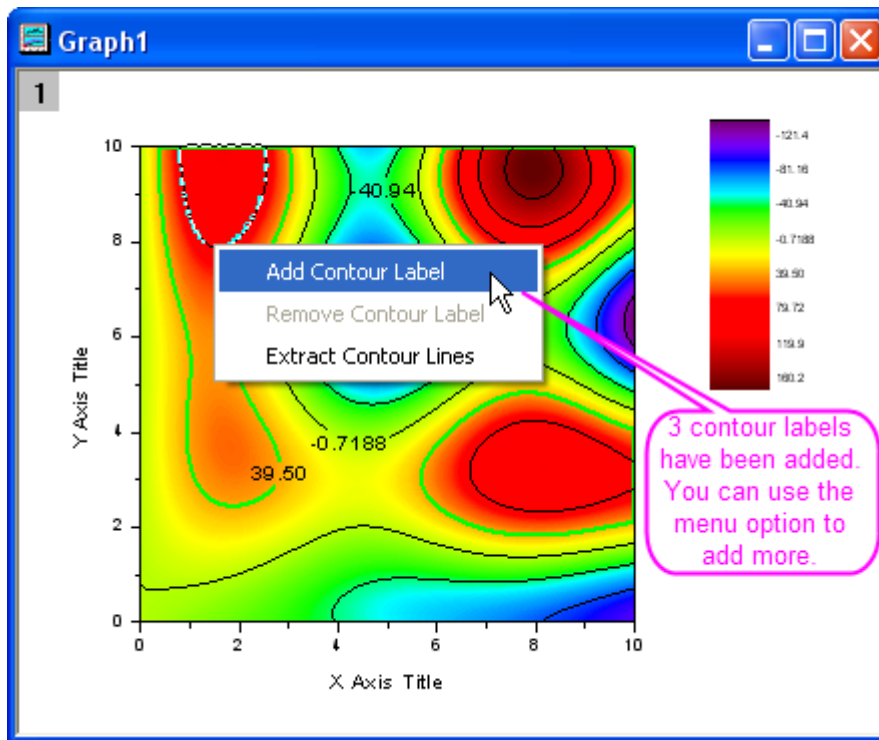 Graph1
1
10
8
6
4
2
0
Y Axis Title
-40.94
-0.7188
39.50
Add Contour Label
Remove Contour Label
Extract Contour Lines
-121.4
-81.16
-40.94
-0.7188
39.50
79.72
119.9
160.2
3 contour labels
have been added.
You can use the
menu option to
add more.
0 2 4 6 8 10
X Axis Title